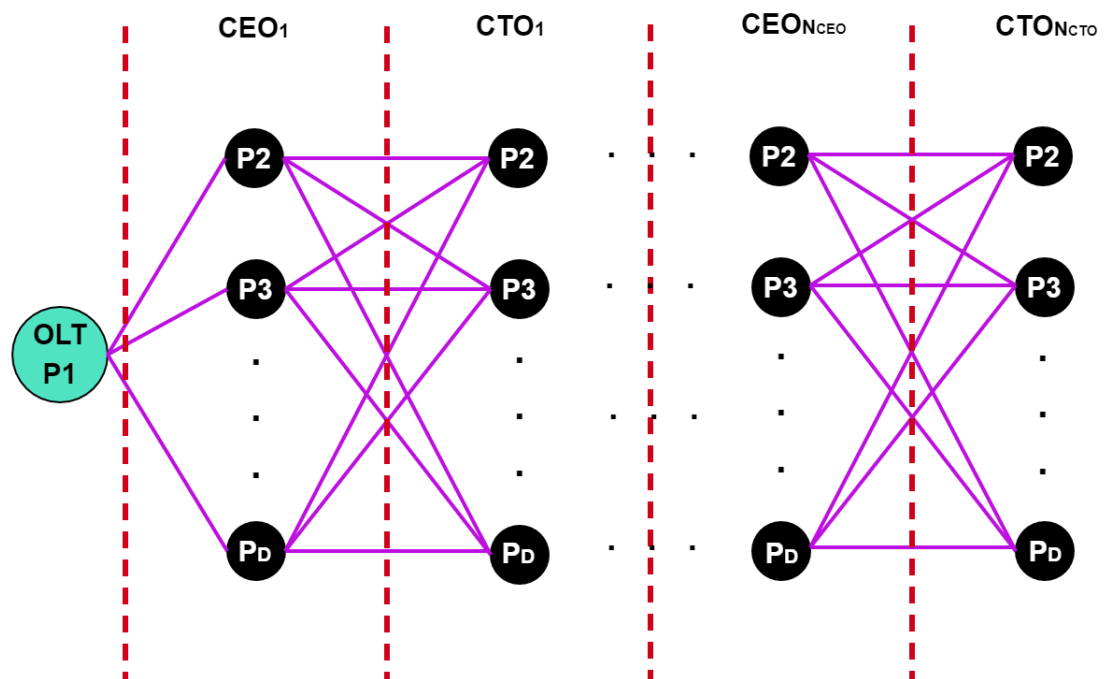 CEO1 CTO1 CEONCEO CTONCTO
P2 P2 . . . P2 P2
P3 P3 . . . P3 P3
OLT
P1
. . . .
. . . . . . .
. . . .
PD PD . . . PD PD